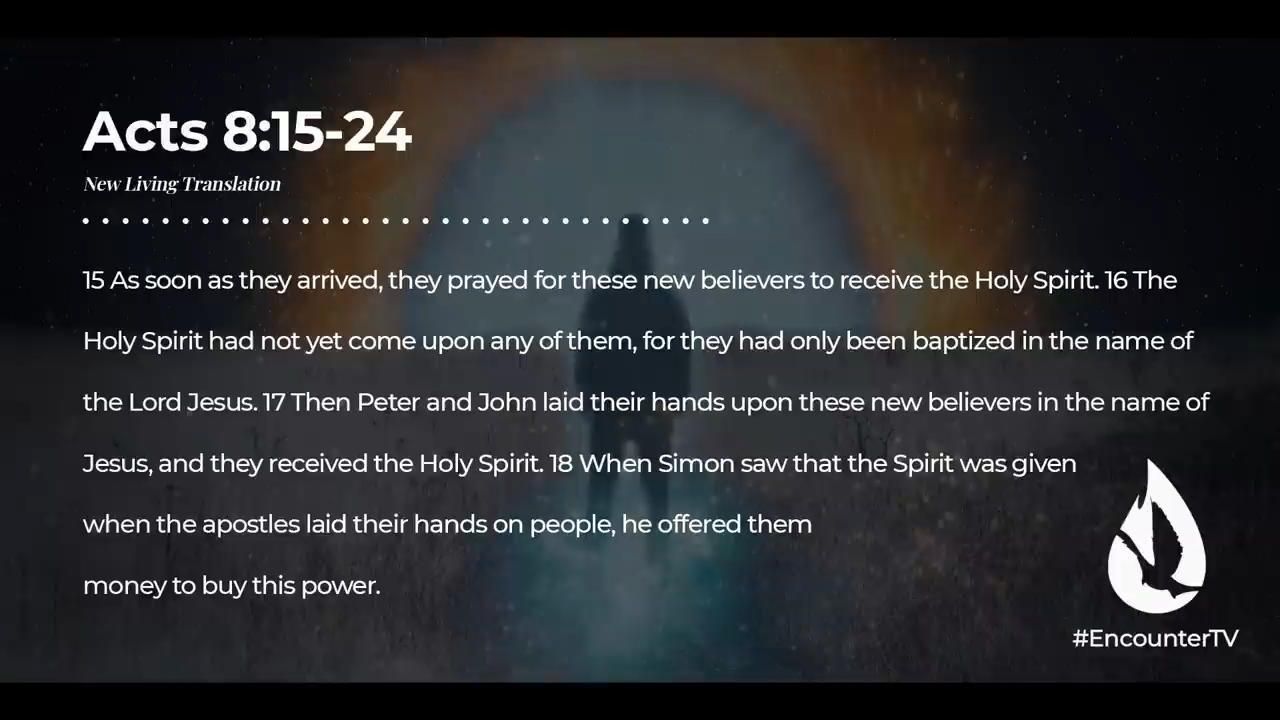 Acts 8:15-24
New Living Translation
15 As soon as they arrived, they prayed for these new believers to receive the Holy Spirit. 16 The
Holy Spirit had not yet come upon any of them, for they had only been baptized in the name of
the Lord Jesus. 17 Then Peter and John laid their hands upon these new believers in the name of
Jesus, and they received the Holy Spirit. 18 When Simon saw that the Spirit was given
when the apostles laid their hands on people, he offered them
money to buy this power.
#EncounterTV